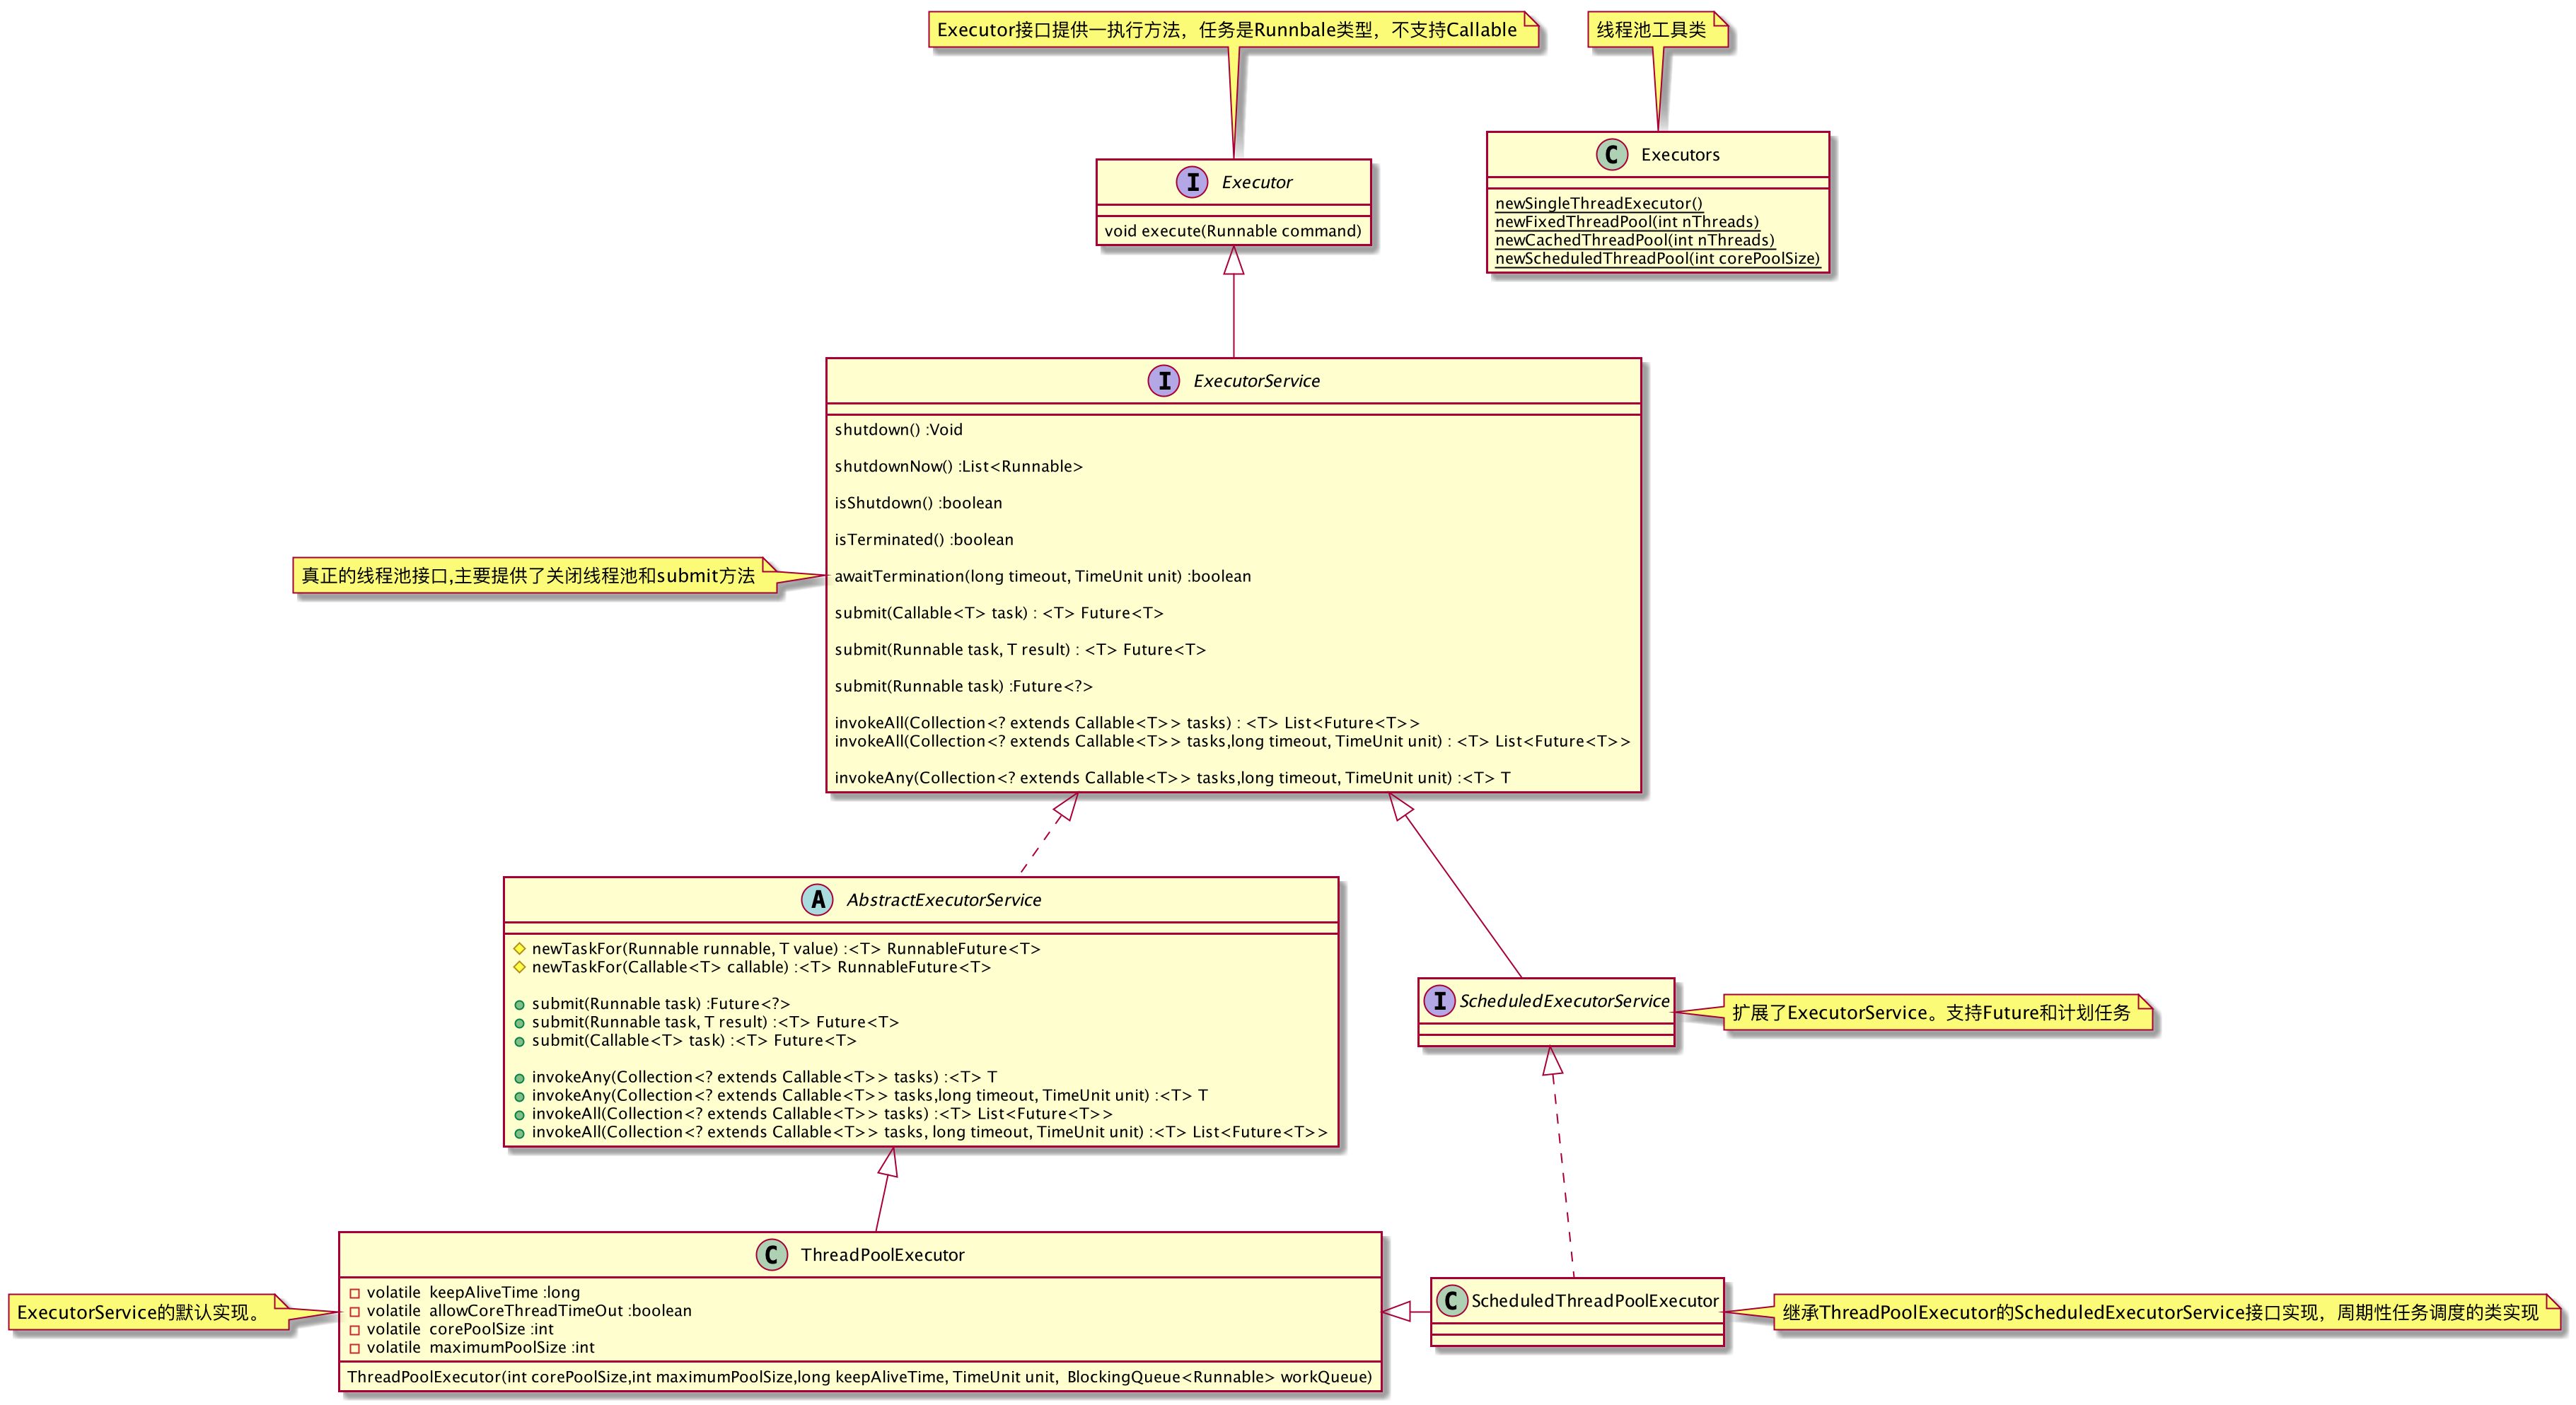 Executor接口提供一执行方法，任务是Runnbale类型，不支持Callable
线程池工具类
I Executor
void execute(Runnable command)
C Executors
newSingleThreadExecutor()
newFixedThreadPool(int nThreads)
newCachedThreadPool(int nThreads)
newScheduledThreadPool(int corePoolSize)
I ExecutorService
shutdown() :Void
shutdownNow() :List<Runnable>
isShutdown() :boolean
isTerminated() :boolean
awaitTermination(long timeout, TimeUnit unit) :boolean
submit(Callable<T> task) : <T> Future<T>
submit(Runnable task, T result) : <T> Future<T>
submit(Runnable task) :Future<?>
invokeAll(Collection<? extends Callable<T>> tasks) : <T> List<Future<T>>
invokeAll(Collection<? extends Callable<T>> tasks,long timeout, TimeUnit unit) : <T> List<Future<T>>
invokeAny(Collection<? extends Callable<T>> tasks,long timeout, TimeUnit unit) :<T> T
真正的线程池接口,主要提供了关闭线程池和submit方法
A AbstractExecutorService
newTaskFor(Runnable runnable, T value) :<T> RunnableFuture<T>
newTaskFor(Callable<T> callable) :<T> RunnableFuture<T>
submit(Runnable task) :Future<?>
submit(Runnable task, T result) :<T> Future<T>
submit(Callable<T> task) :<T> Future<T>
invokeAny(Collection<? extends Callable<T>> tasks) :<T> T
invokeAny(Collection<? extends Callable<T>> tasks,long timeout, TimeUnit unit) :<T> T
invokeAll(Collection<? extends Callable<T>> tasks) :<T> List<Future<T>>
invokeAll(Collection<? extends Callable<T>> tasks, long timeout, TimeUnit unit) :<T> List<Future<T>>
I ScheduledExecutorService
扩展了ExecutorService。支持Future和计划任务
C ThreadPoolExecutor
volatile  keepAliveTime :long
volatile  allowCoreThreadTimeOut :boolean
volatile  corePoolSize :int
volatile  maximumPoolSize :int
ThreadPoolExecutor(int corePoolSize,int maximumPoolSize,long keepAliveTime, TimeUnit unit,  BlockingQueue<Runnable> workQueue)
ExecutorService的默认实现。
C ScheduledThreadPoolExecutor
继承ThreadPoolExecutor的ScheduledExecutorService接口实现，周期性任务调度的类实现